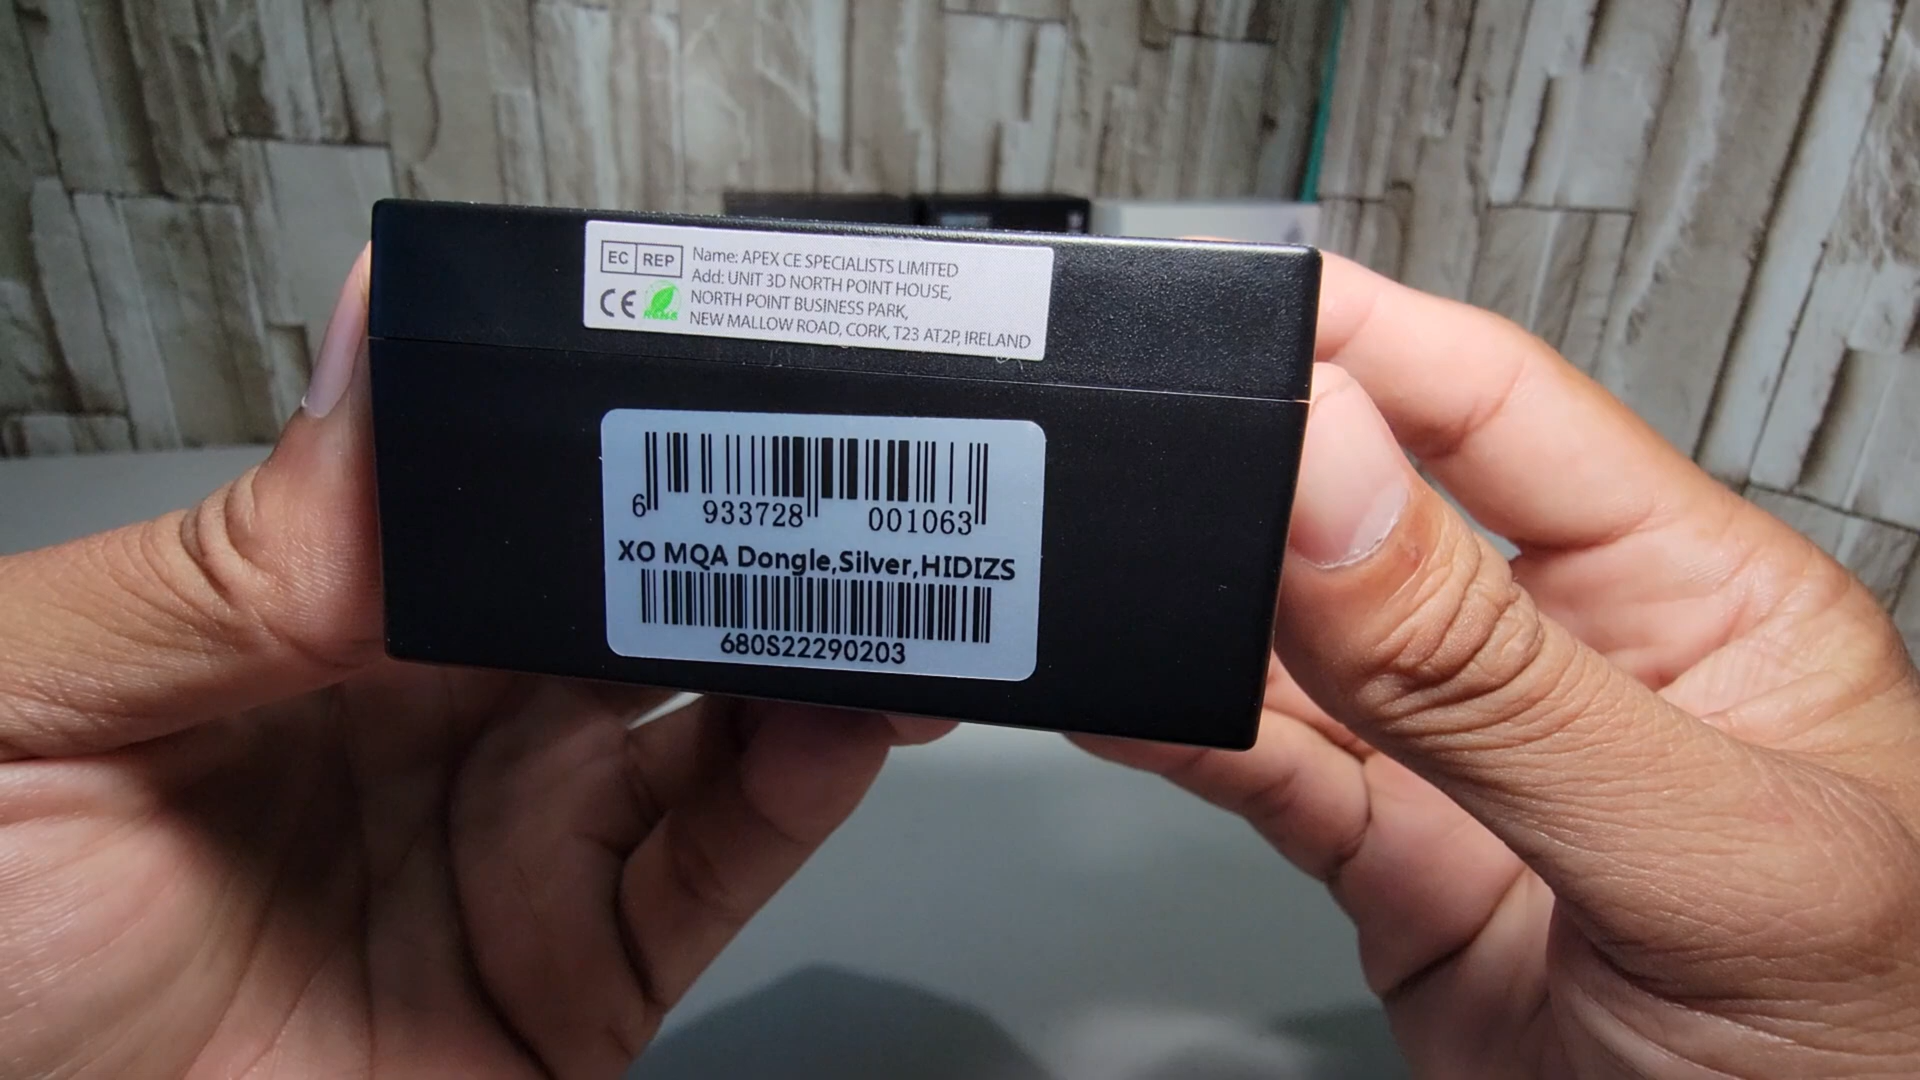 EC REP
Name: APEX CE SPECIALISTS LIMITED
Add: UNIT 3D NORTH POINT HOUSE,
NORTH POINT BUSINESS PARK,
NEW MALLOW ROAD, CORK, T23 AT2P, IRELAND
CE RoHS
6 933728 001063
XO MQA Dongle,Silver,HIDIZS
680S22290203